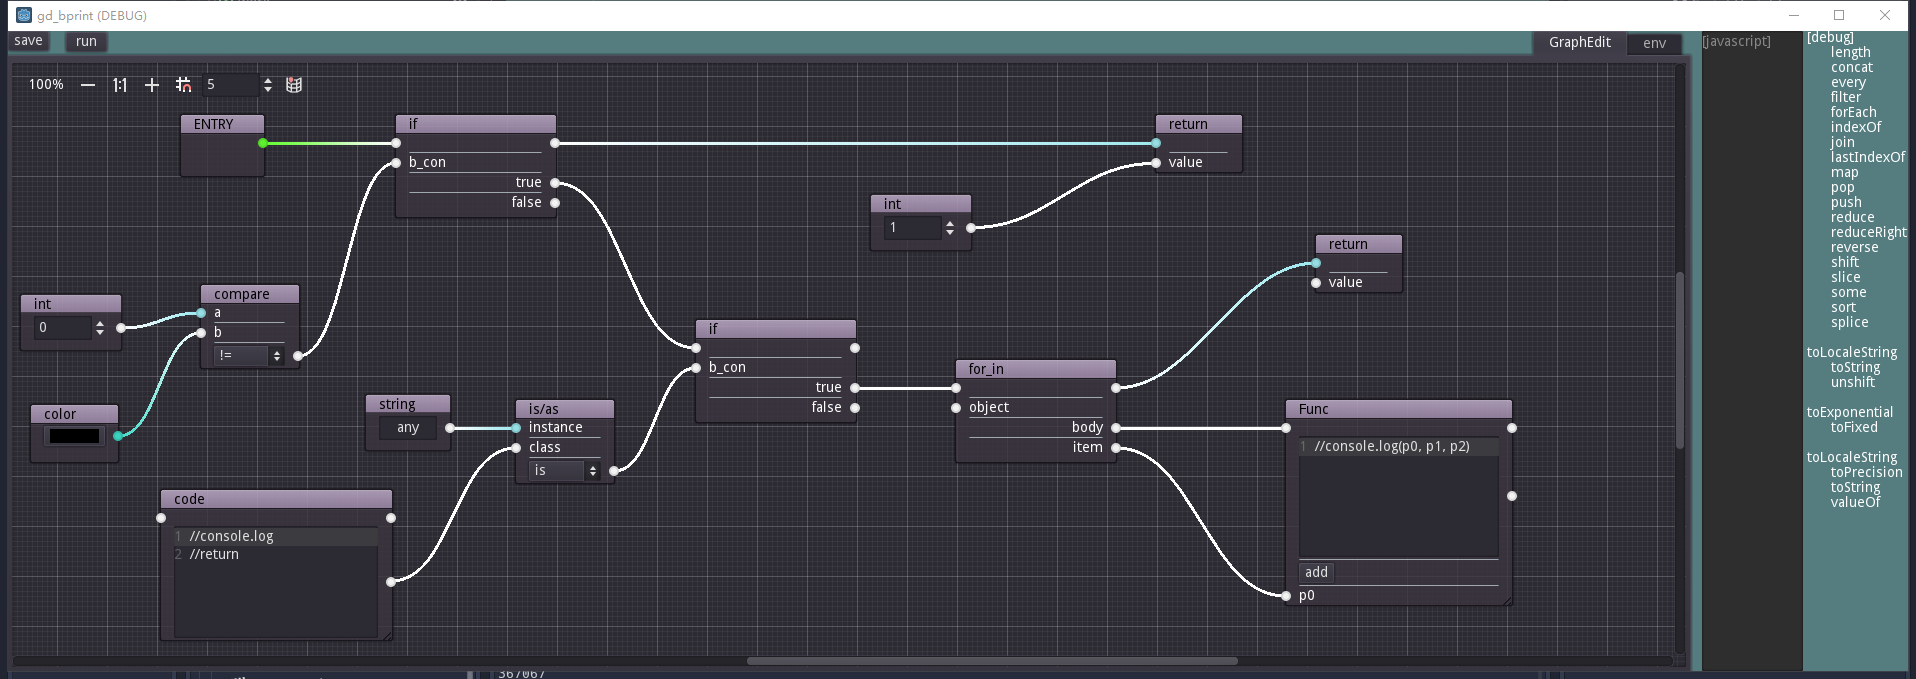 gd_bprint (DEBUG)
save
run
GraphEdit
env
100%
1:1
5
ENTRY
if
b_con
true
false
return
value
int
1
return
value
int
0
compare
a
b
!=
color
string
any
is/as
instance
class
is
if
b_con
true
false
for_in
object
body
item
Func
1 //console.log(p0, p1, p2)
add
p0
code
1 //console.log
2 //return
[javascript]
[debug]
length
concat
every
filter
forEach
indexOf
join
lastIndexOf
map
pop
push
reduce
reduceRight
reverse
shift
slice
some
sort
splice
toLocaleString
toString
unshift
toExponential
toFixed
toLocaleString
toPrecision
toString
valueOf
367067